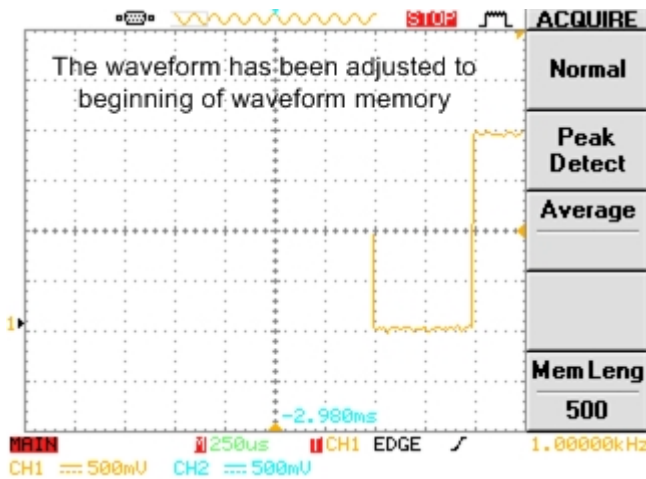 STOP ACQUIRE
The waveform has been adjusted to
beginning of waveform memory
Normal
Peak
Detect
Average
1
Mem Leng
500
-2.980ms
MAIN M 250us T CH1 EDGE 1.00000kHz
CH1 500mV CH2 500mV